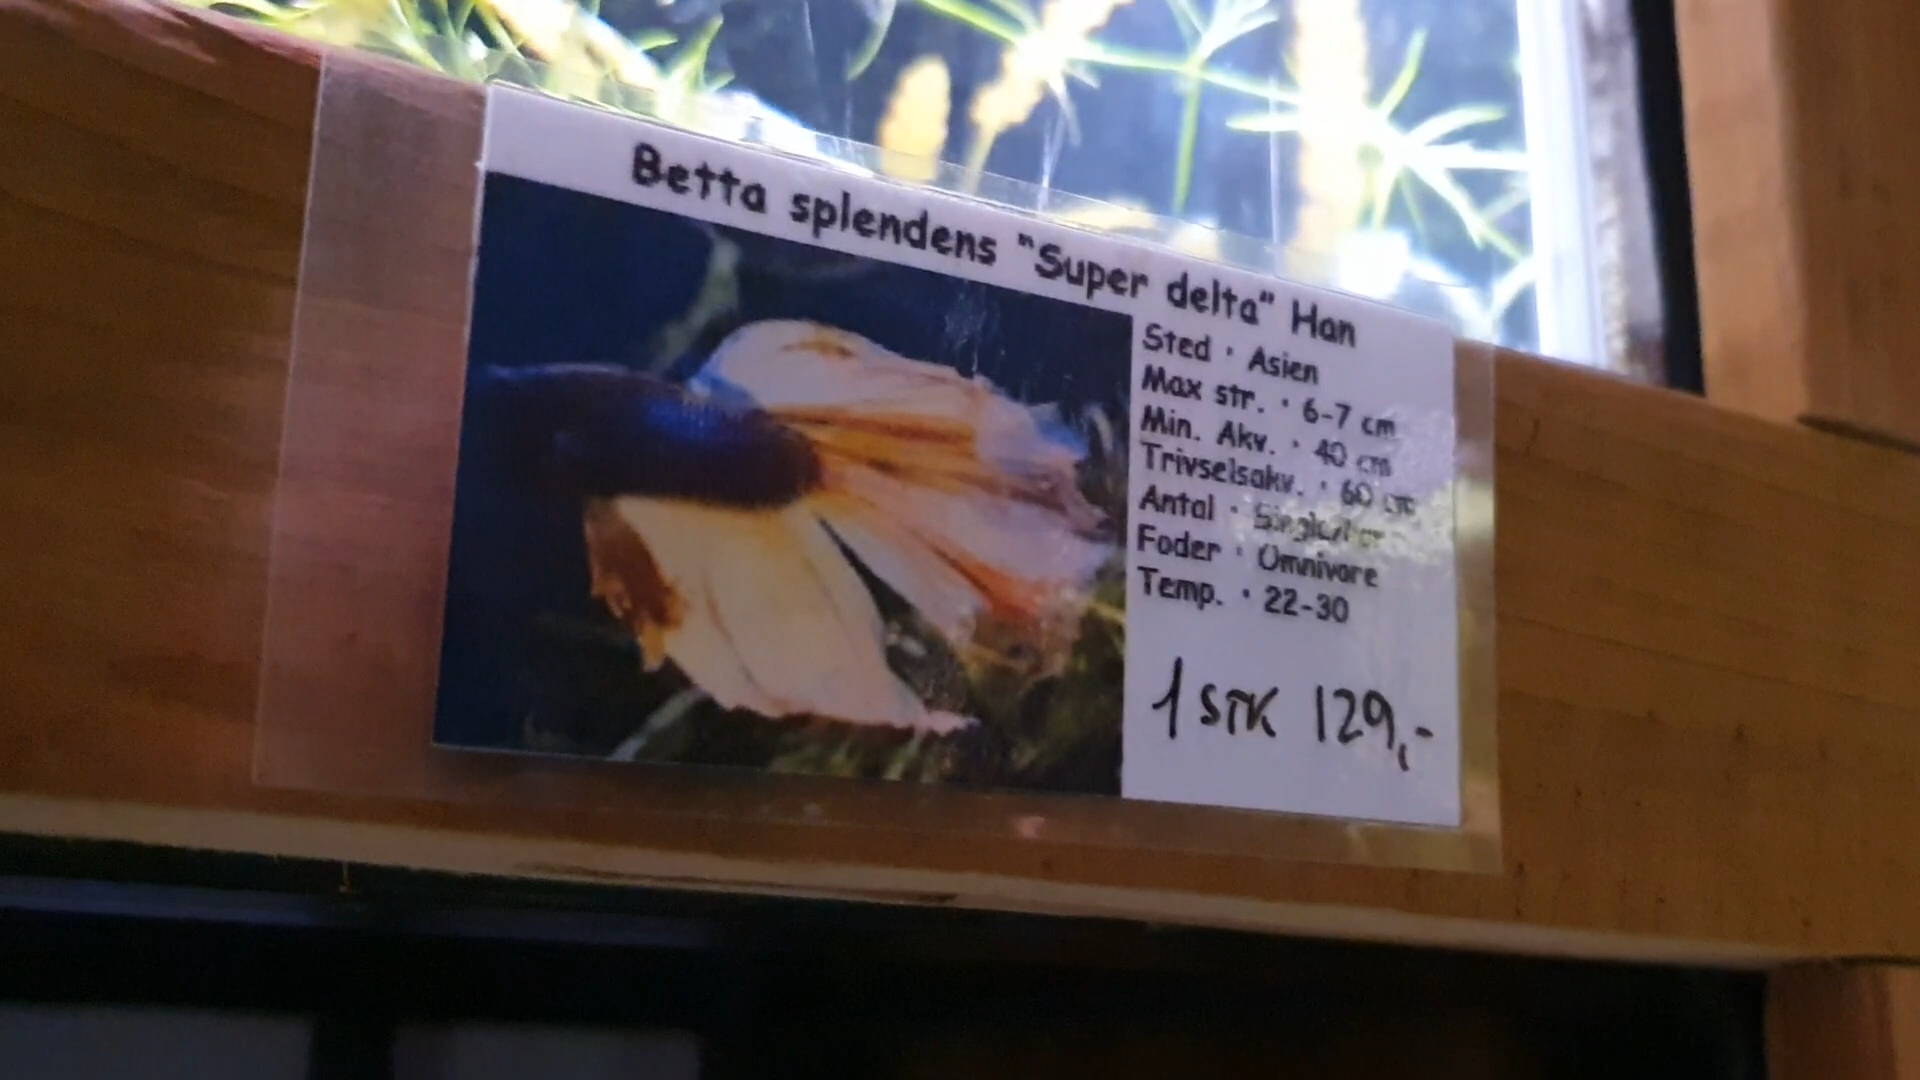 Betta splendens "Super delta" Han
Sted · Asien
Max str. · 6-7 cm
Min. Akv. · 40 cm
Trivselsakv. · 60 cm
Antal ·
Foder · Omnivore
Temp. · 22-30
1 STK 129,-